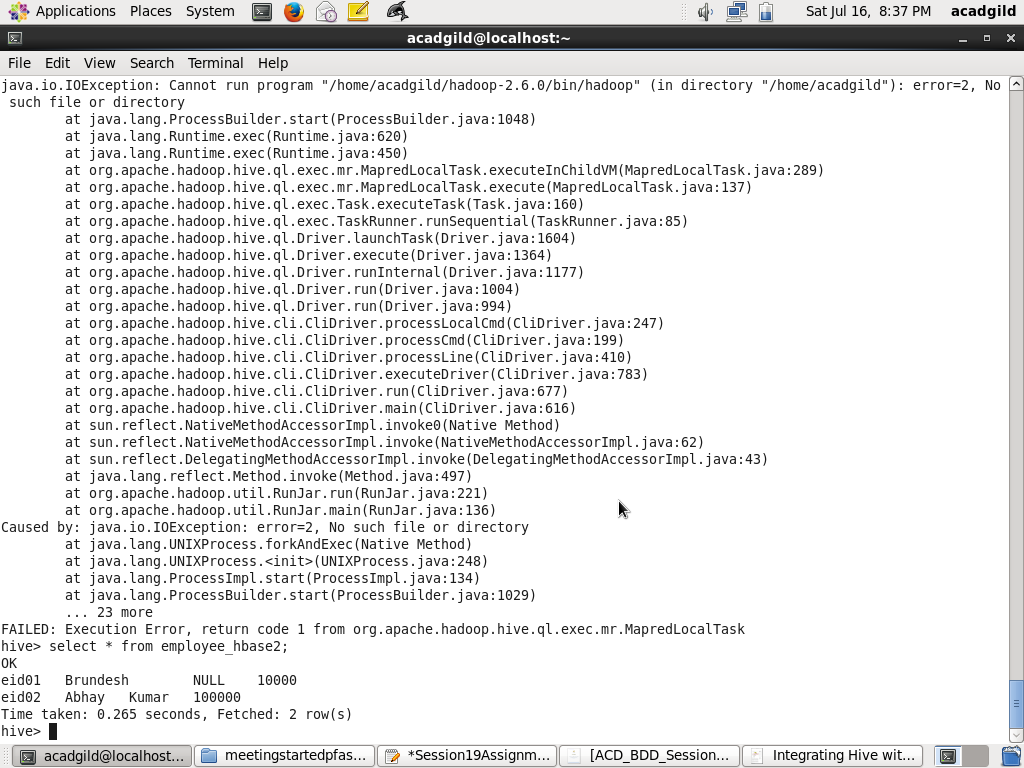 Applications Places System Sat Jul 16, 8:37 PM acadgild
acadgild@localhost:~
File Edit View Search Terminal Help
java.io.IOException: Cannot run program "/home/acadgild/hadoop-2.6.0/bin/hadoop" (in directory "/home/acadgild"): error=2, No
 such file or directory
        at java.lang.ProcessBuilder.start(ProcessBuilder.java:1048)
        at java.lang.Runtime.exec(Runtime.java:620)
        at java.lang.Runtime.exec(Runtime.java:450)
        at org.apache.hadoop.hive.ql.exec.mr.MapredLocalTask.executeInChildVM(MapredLocalTask.java:289)
        at org.apache.hadoop.hive.ql.exec.mr.MapredLocalTask.execute(MapredLocalTask.java:137)
        at org.apache.hadoop.hive.ql.exec.Task.executeTask(Task.java:160)
        at org.apache.hadoop.hive.ql.exec.TaskRunner.runSequential(TaskRunner.java:85)
        at org.apache.hadoop.hive.ql.Driver.launchTask(Driver.java:1604)
        at org.apache.hadoop.hive.ql.Driver.execute(Driver.java:1364)
        at org.apache.hadoop.hive.ql.Driver.runInternal(Driver.java:1177)
        at org.apache.hadoop.hive.ql.Driver.run(Driver.java:1004)
        at org.apache.hadoop.hive.ql.Driver.run(Driver.java:994)
        at org.apache.hadoop.hive.cli.CliDriver.processLocalCmd(CliDriver.java:247)
        at org.apache.hadoop.hive.cli.CliDriver.processCmd(CliDriver.java:199)
        at org.apache.hadoop.hive.cli.CliDriver.processLine(CliDriver.java:410)
        at org.apache.hadoop.hive.cli.CliDriver.executeDriver(CliDriver.java:783)
        at org.apache.hadoop.hive.cli.CliDriver.run(CliDriver.java:677)
        at org.apache.hadoop.hive.cli.CliDriver.main(CliDriver.java:616)
        at sun.reflect.NativeMethodAccessorImpl.invoke0(Native Method)
        at sun.reflect.NativeMethodAccessorImpl.invoke(NativeMethodAccessorImpl.java:62)
        at sun.reflect.DelegatingMethodAccessorImpl.invoke(DelegatingMethodAccessorImpl.java:43)
        at java.lang.reflect.Method.invoke(Method.java:497)
        at org.apache.hadoop.util.RunJar.run(RunJar.java:221)
        at org.apache.hadoop.util.RunJar.main(RunJar.java:136)
Caused by: java.io.IOException: error=2, No such file or directory
        at java.lang.UNIXProcess.forkAndExec(Native Method)
        at java.lang.UNIXProcess.<init>(UNIXProcess.java:248)
        at java.lang.ProcessImpl.start(ProcessImpl.java:134)
        at java.lang.ProcessBuilder.start(ProcessBuilder.java:1029)
        ... 23 more
FAILED: Execution Error, return code 1 from org.apache.hadoop.hive.ql.exec.mr.MapredLocalTask
hive> select * from employee_hbase2;
OK
eid01   Brundesh        NULL    10000
eid02   Abhay   Kumar   100000
Time taken: 0.265 seconds, Fetched: 2 row(s)
hive>
acadgild@localhost:... meetingstartedpfas... *Session19Assignm... [ACD_BDD_Session... Integrating Hive wit...